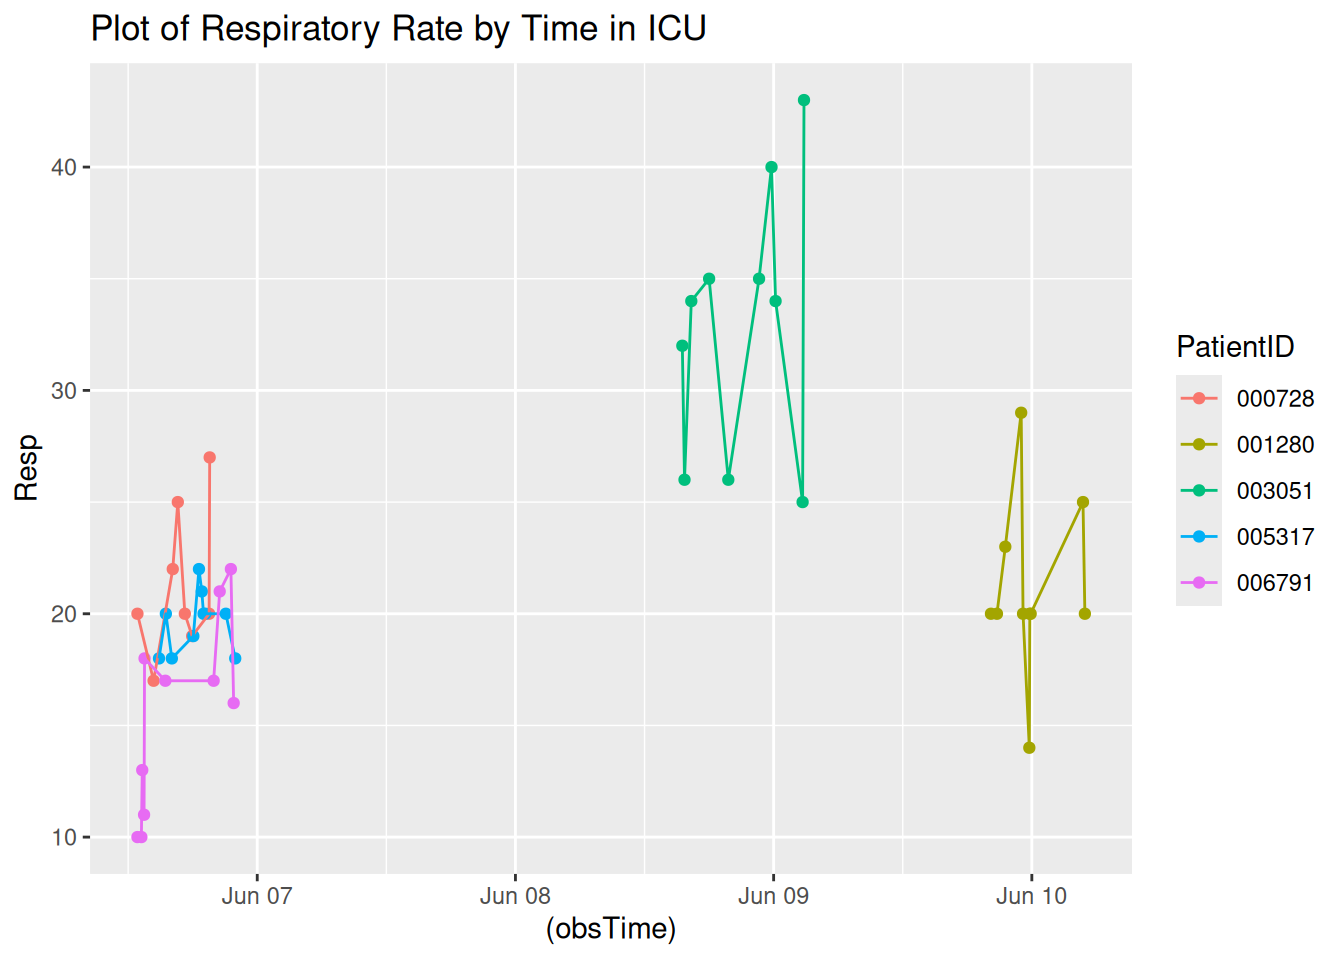 Plot of Respiratory Rate by Time in ICU
Resp
40
30
20
10
Jun 07
Jun 08
Jun 09
Jun 10
(obsTime)
PatientID
000728
001280
003051
005317
006791